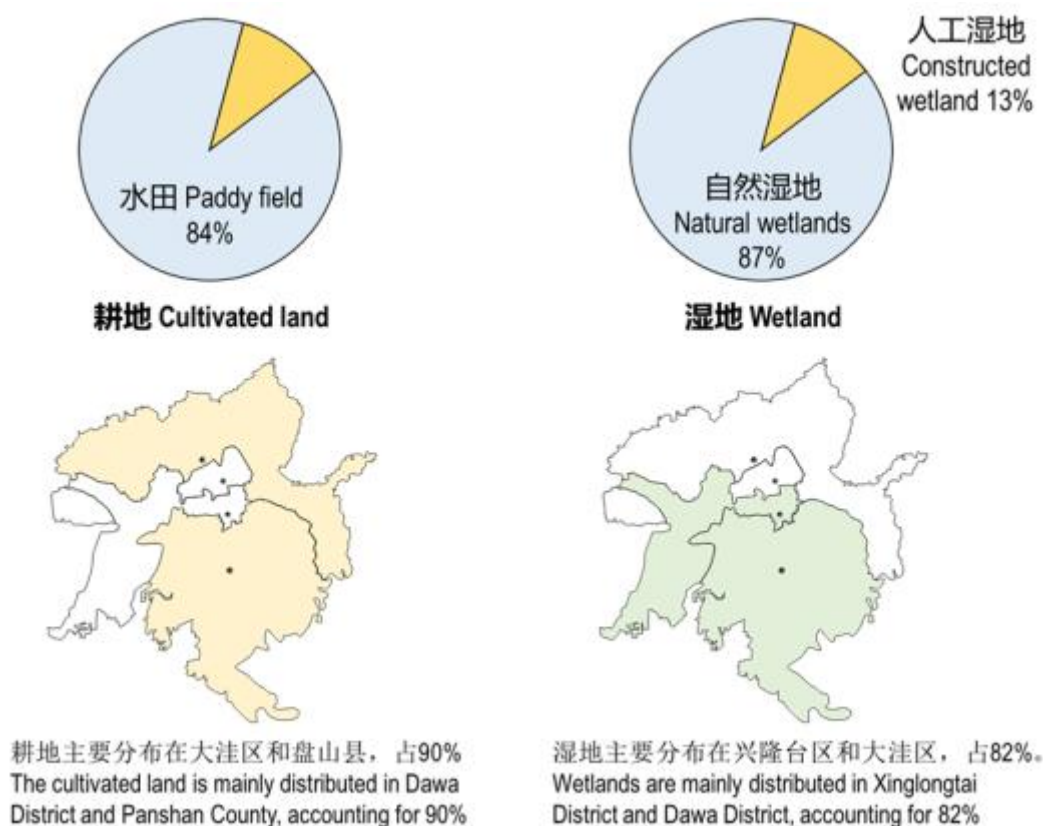 人工湿地
Constructed
wetland 13%
水田 Paddy field
84%
自然湿地
Natural wetlands
87%
耕地 Cultivated land
湿地 Wetland
耕地主要分布在大洼区和盘山县，占90%
The cultivated land is mainly distributed in Dawa
District and Panshan County, accounting for 90%
湿地主要分布在兴隆台区和大洼区，占82%。
Wetlands are mainly distributed in Xinglongtai
District and Dawa District, accounting for 82%